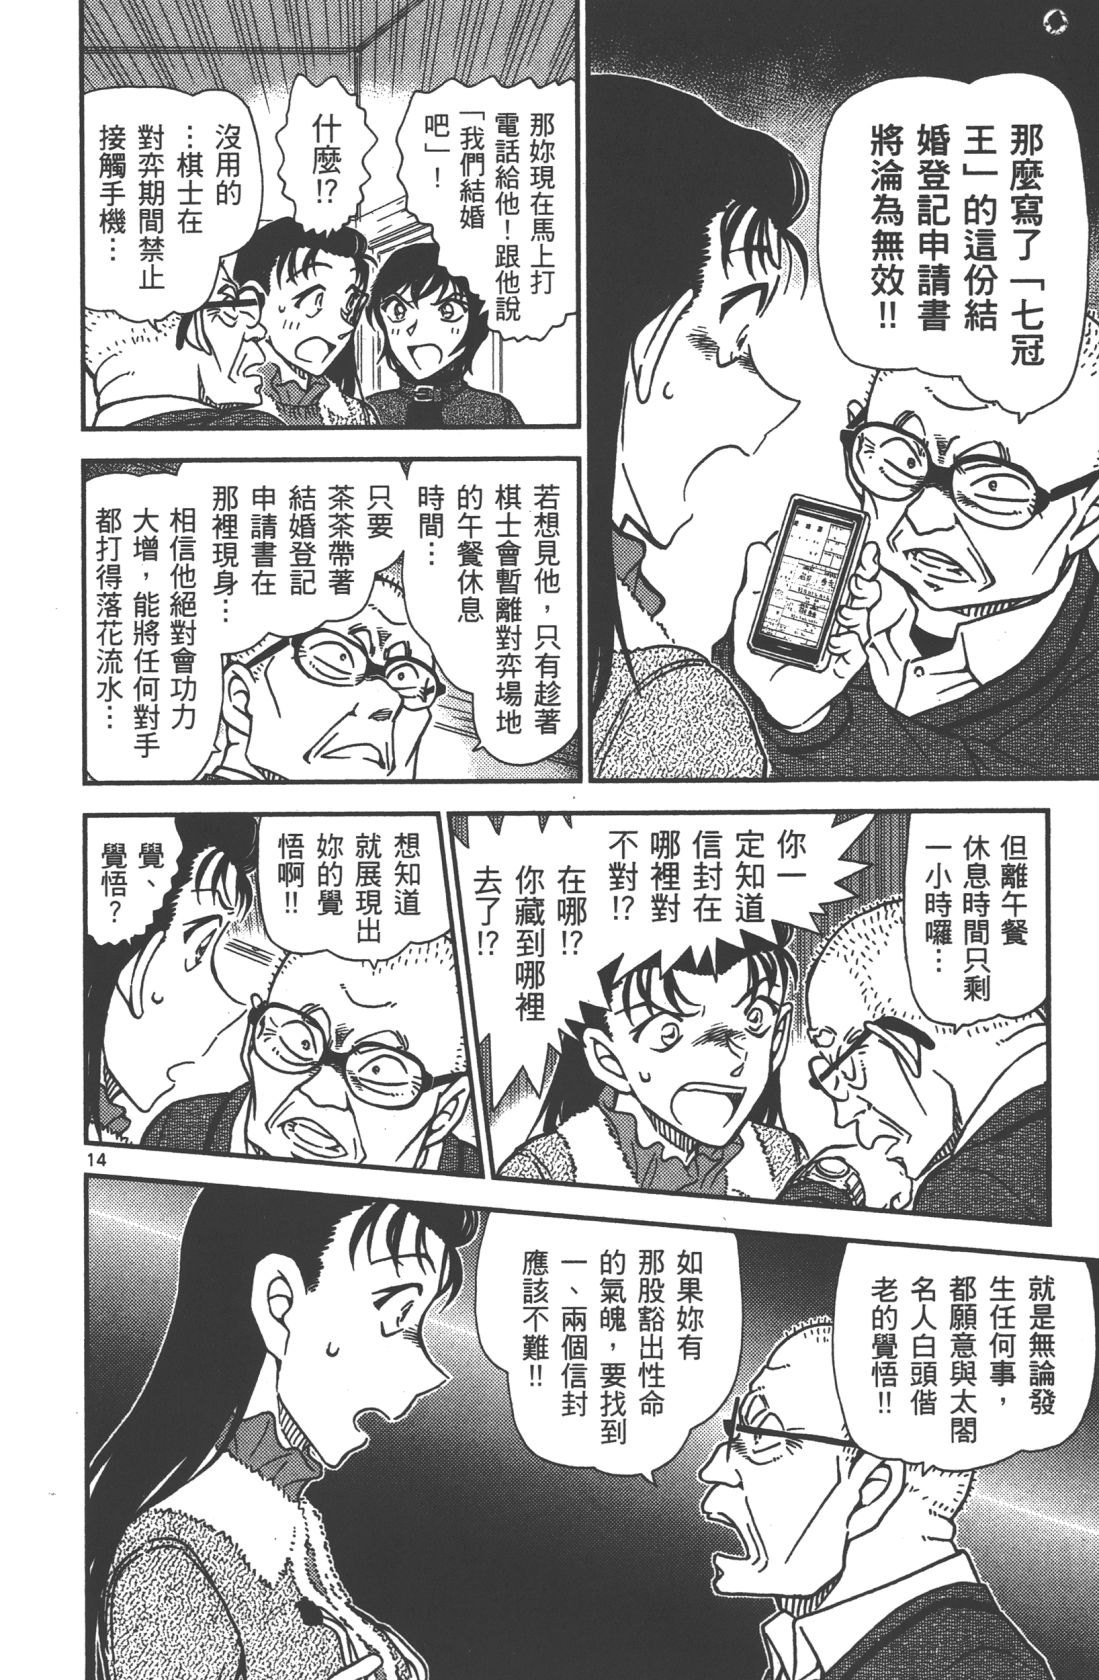 那麼寫了「七冠
王」的這份結
婚登記申請書
將淪為無效!!
那妳現在馬上打
電話給他！跟他說
「我們結婚
吧」！
什麼!?
沒用的
…棋士在
對弈期間禁止
接觸手機…
若想見他，只有趁著
棋士會暫離對弈場地
的午餐休息
時間…
只要
茶茶帶著
結婚登記
申請書在
那裡現身…
相信他絕對會功力
大增，能將任何對手
都打得落花流水…
但離午餐
休息時間只剩
一小時囉…
你一
定知道
信封在
哪裡對
不對!?
在哪!?
你藏到哪裡
去了!?
想知道
就展現出
妳的覺
悟啊!!
覺、
覺悟？
14
就是無論發
生任何事，
都願意與太閤
名人白頭偕
老的覺悟!!
如果妳有
那股豁出性命
的氣魄，要找到
一、兩個信封
應該不難!!